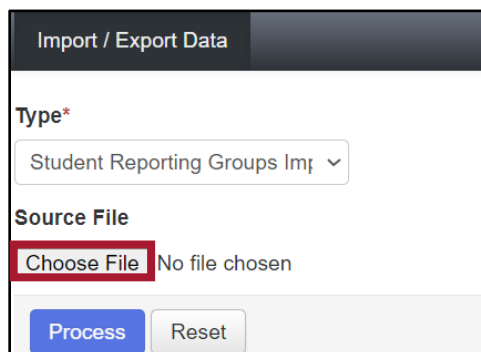 Import / Export Data
Type*
Student Reporting Groups Imp
Source File
Choose File No file chosen
Process Reset